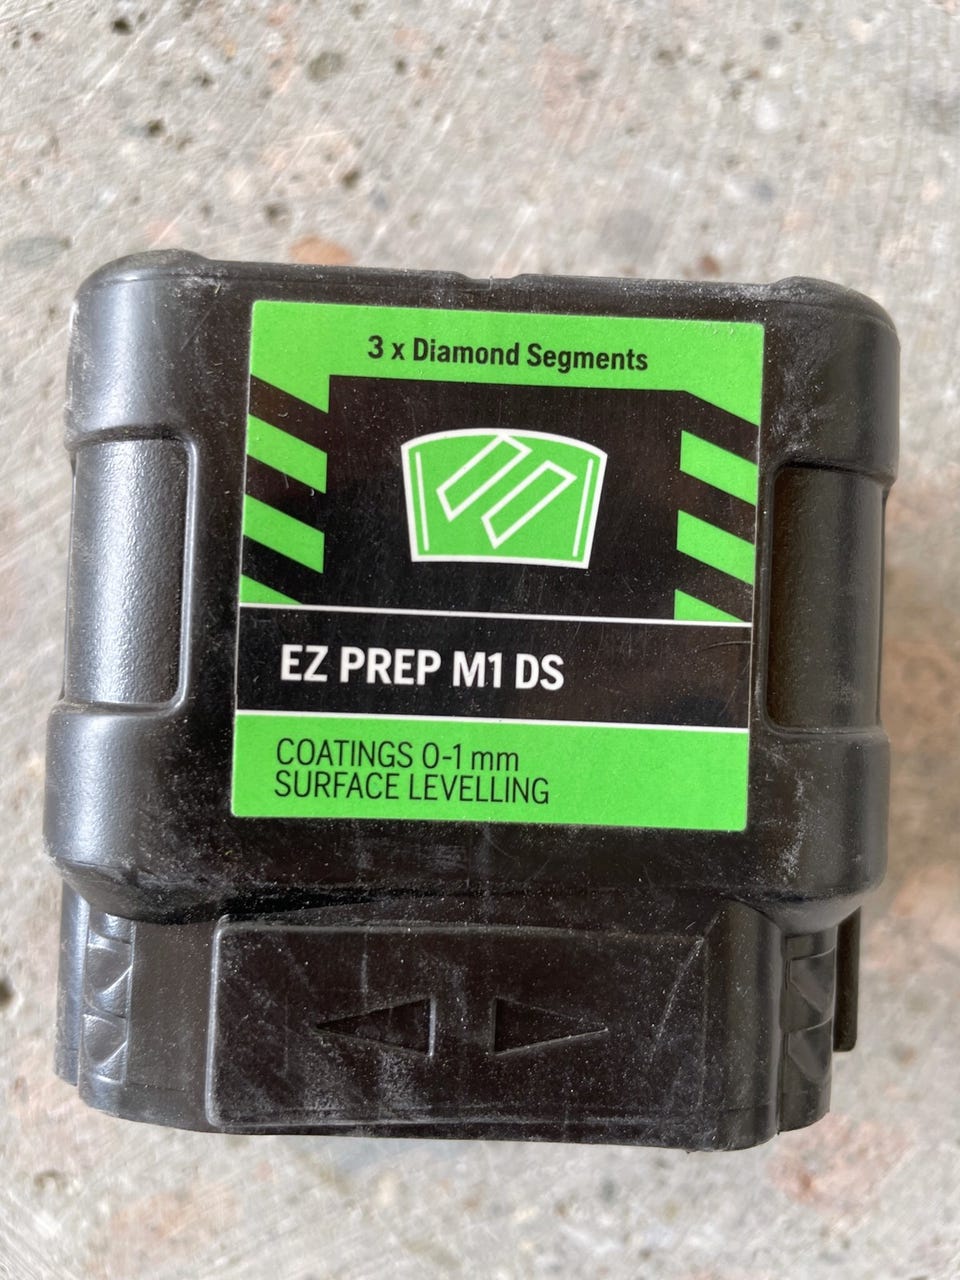 3 x Diamond Segments
EZ PREP M1 DS
COATINGS 0-1 mm
SURFACE LEVELLING